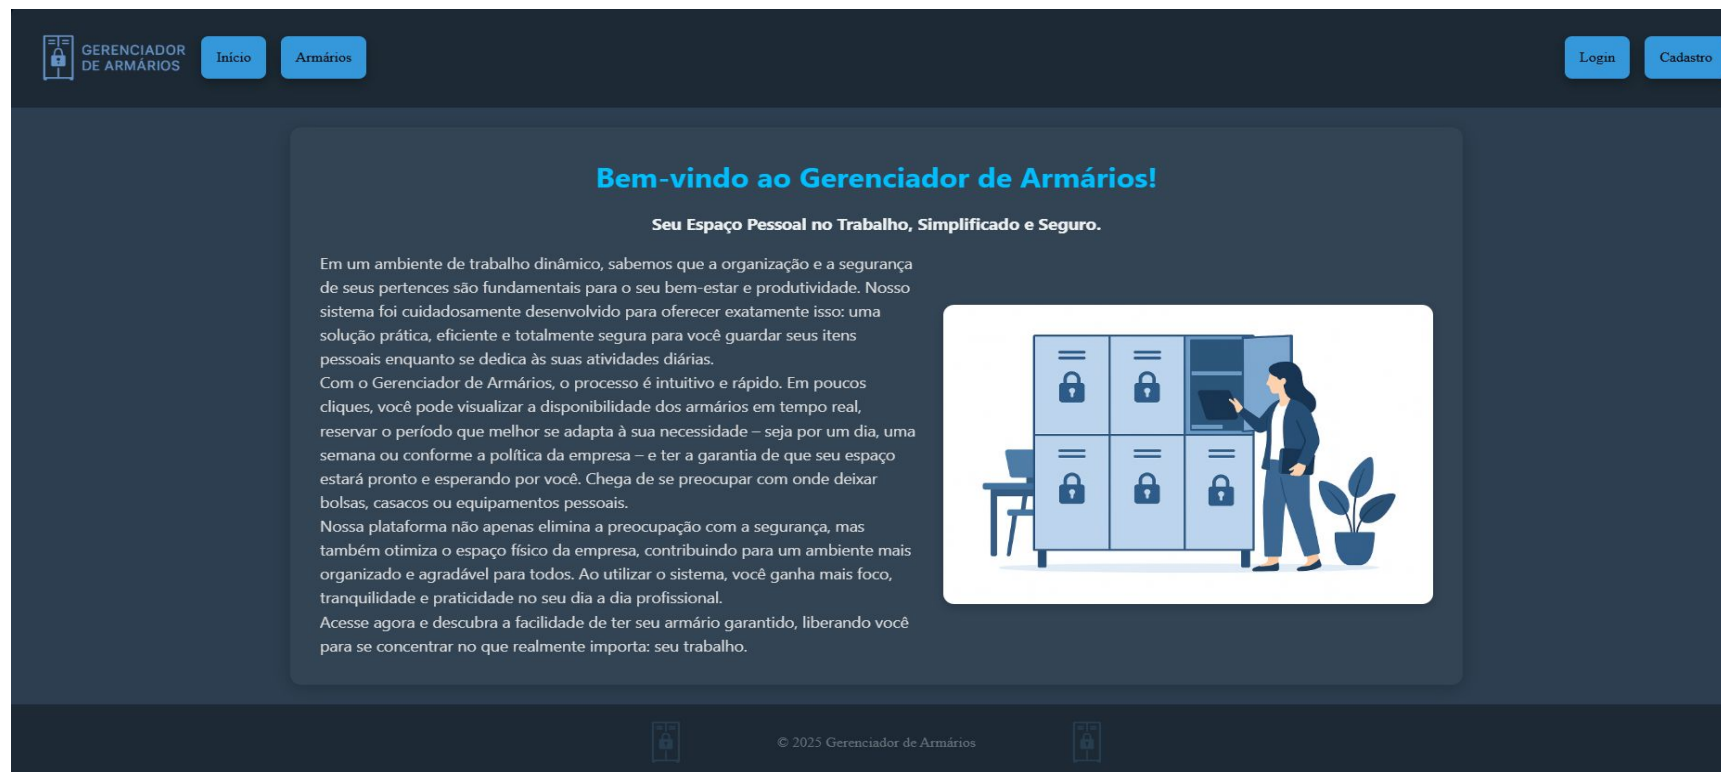 GERENCIADOR
DE ARMÁRIOS
Início
Armários
Login
Cadastro
Bem-vindo ao Gerenciador de Armários!
Seu Espaço Pessoal no Trabalho, Simplificado e Seguro.
Em um ambiente de trabalho dinâmico, sabemos que a organização e a segurança
de seus pertences são fundamentais para o seu bem-estar e produtividade. Nosso
sistema foi cuidadosamente desenvolvido para oferecer exatamente isso: uma
solução prática, eficiente e totalmente segura para você guardar seus itens
pessoais enquanto se dedica às suas atividades diárias.
Com o Gerenciador de Armários, o processo é intuitivo e rápido. Em poucos
cliques, você pode visualizar a disponibilidade dos armários em tempo real,
reservar o período que melhor se adapta à sua necessidade – seja por um dia, uma
semana ou conforme a política da empresa – e ter a garantia de que seu espaço
estará pronto e esperando por você. Chega de se preocupar com onde deixar
bolsas, casacos ou equipamentos pessoais.
Nossa plataforma não apenas elimina a preocupação com a segurança, mas
também otimiza o espaço físico da empresa, contribuindo para um ambiente mais
organizado e agradável para todos. Ao utilizar o sistema, você ganha mais foco,
tranquilidade e praticidade no seu dia a dia profissional.
Acesse agora e descubra a facilidade de ter seu armário garantido, liberando você
para se concentrar no que realmente importa: seu trabalho.
© 2025 Gerenciador de Armários